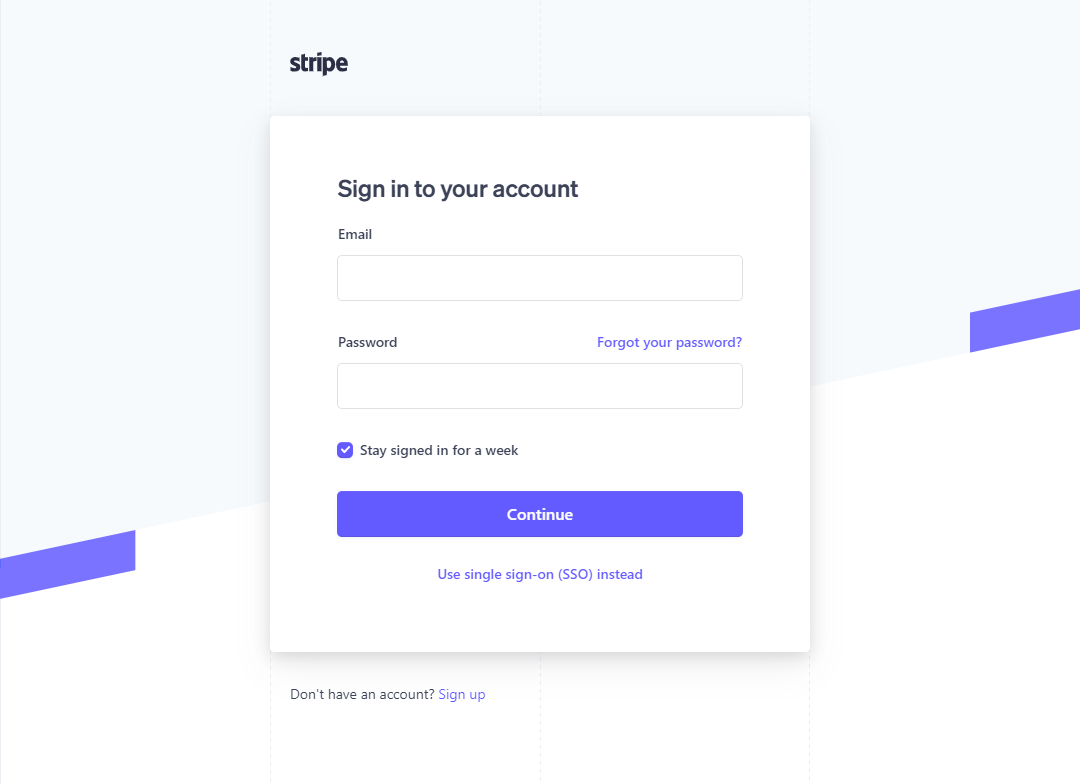 stripe
Sign in to your account
Email
Password Forgot your password?
Stay signed in for a week
Continue
Use single sign-on (SSO) instead
Don't have an account? Sign up